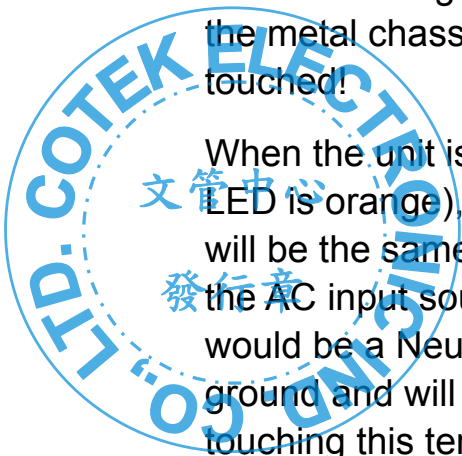 the metal chass
touched!
When the unit is
LED is orange),
will be the same
the AC input sou
would be a Neu
ground and will
touching this ter
COTEK ELECTRONIC IND. CO., LTD.
文管中心
發行章